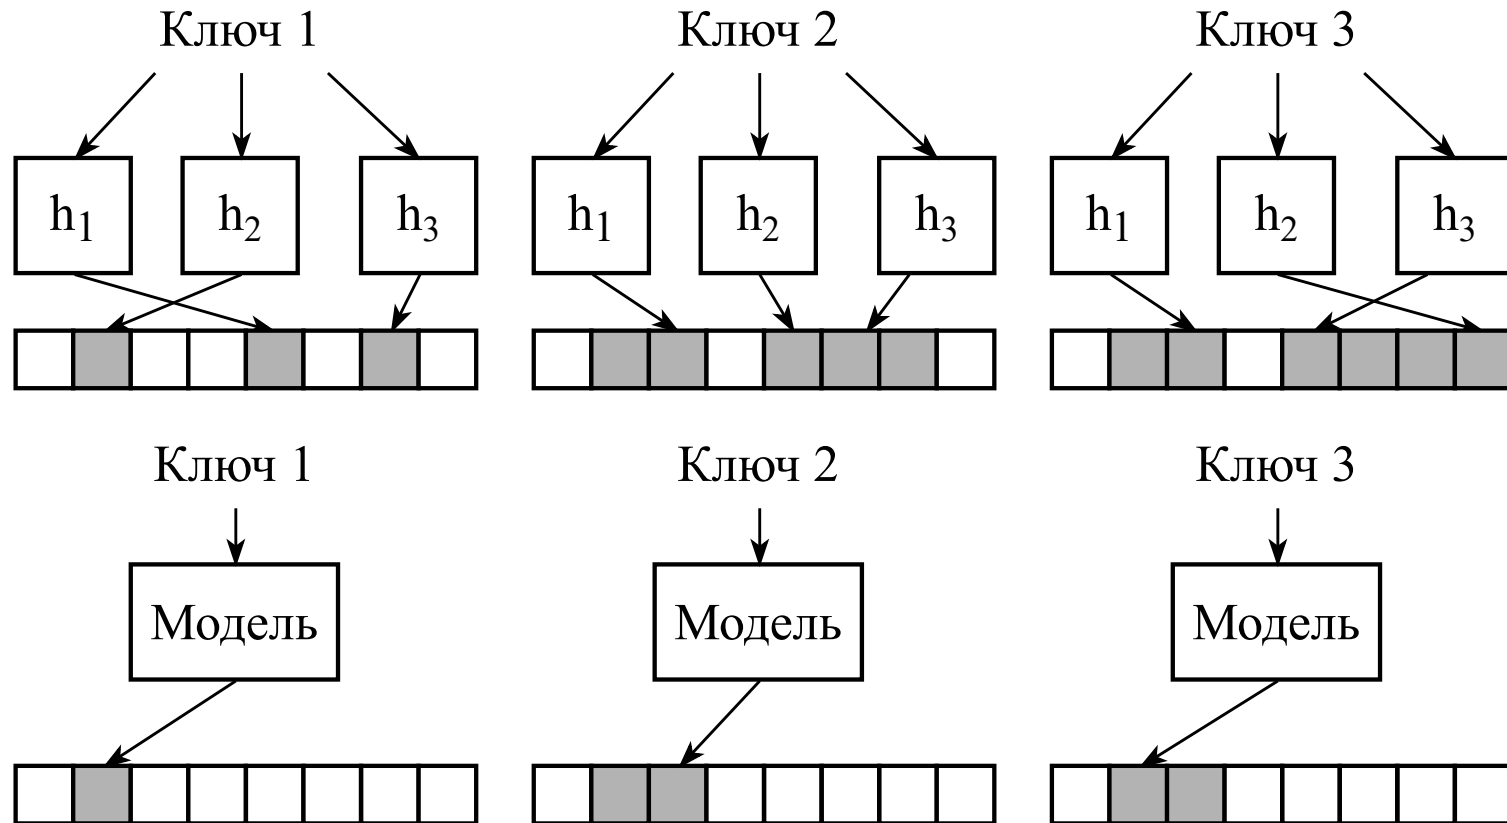 Ключ 1 Ключ 2 Ключ 3
h₁ h₂ h₃ h₁ h₂ h₃ h₁ h₂ h₃
Ключ 1 Ключ 2 Ключ 3
Модель Модель Модель